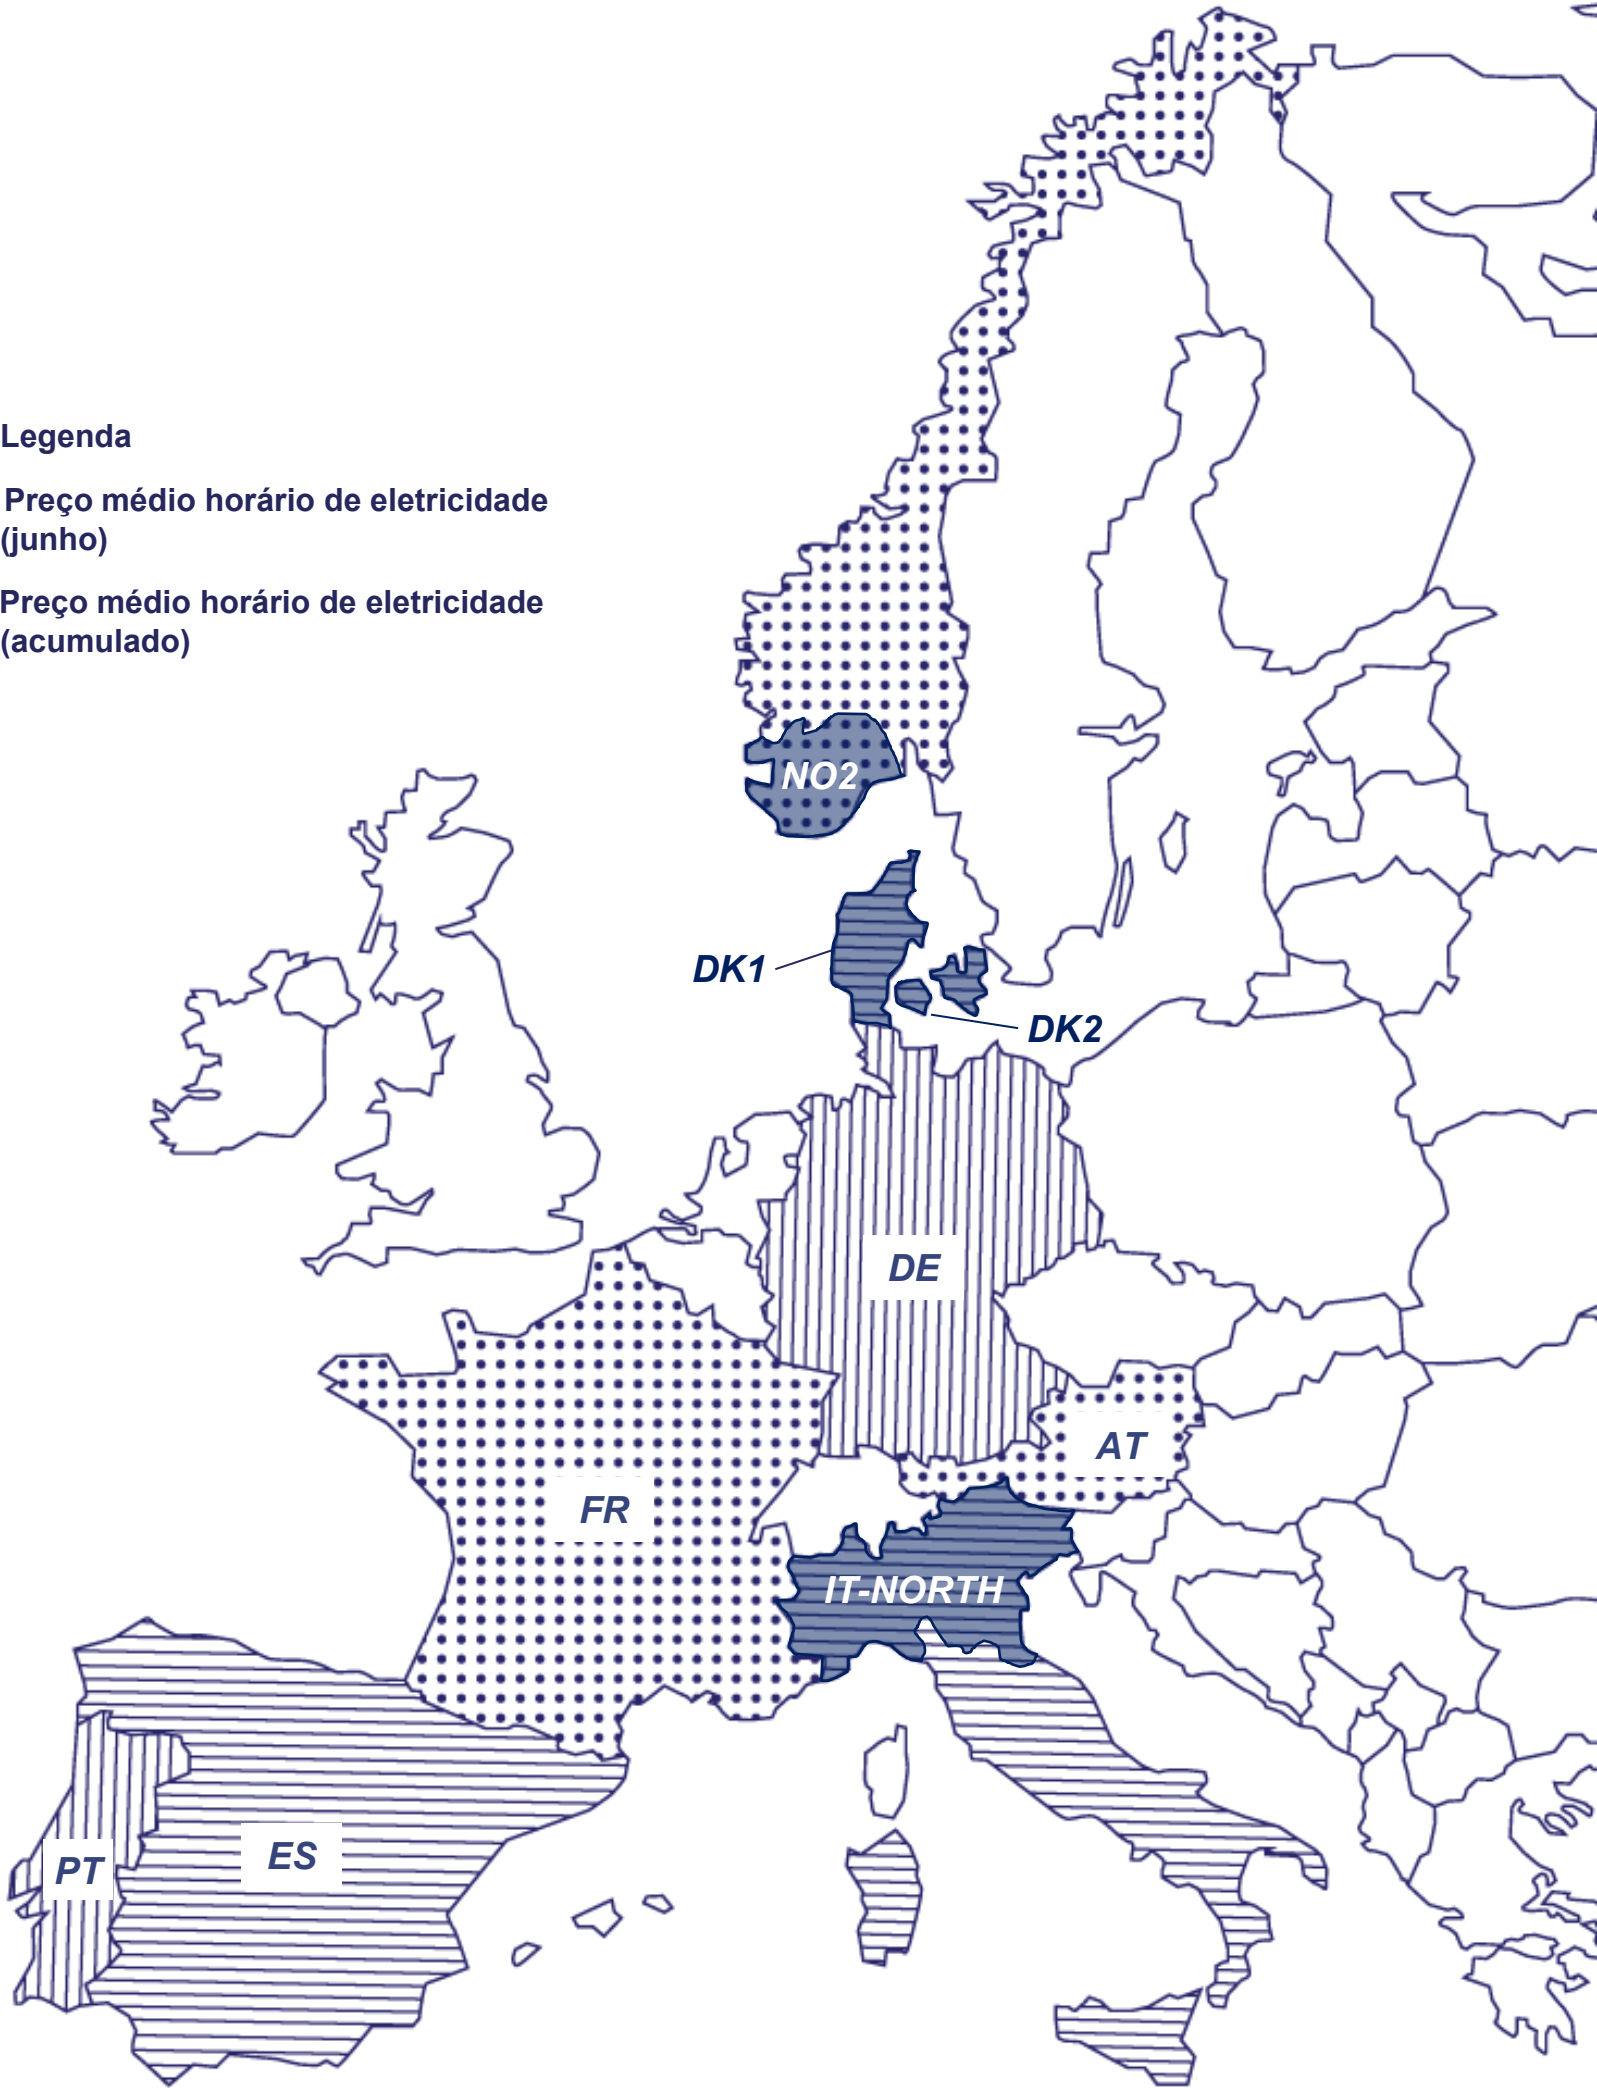 Legenda
Preço médio horário de eletricidade
(junho)
Preço médio horário de eletricidade
(acumulado)
NO2
DK1
DK2
DE
AT
FR
IT-NORTH
ES
PT